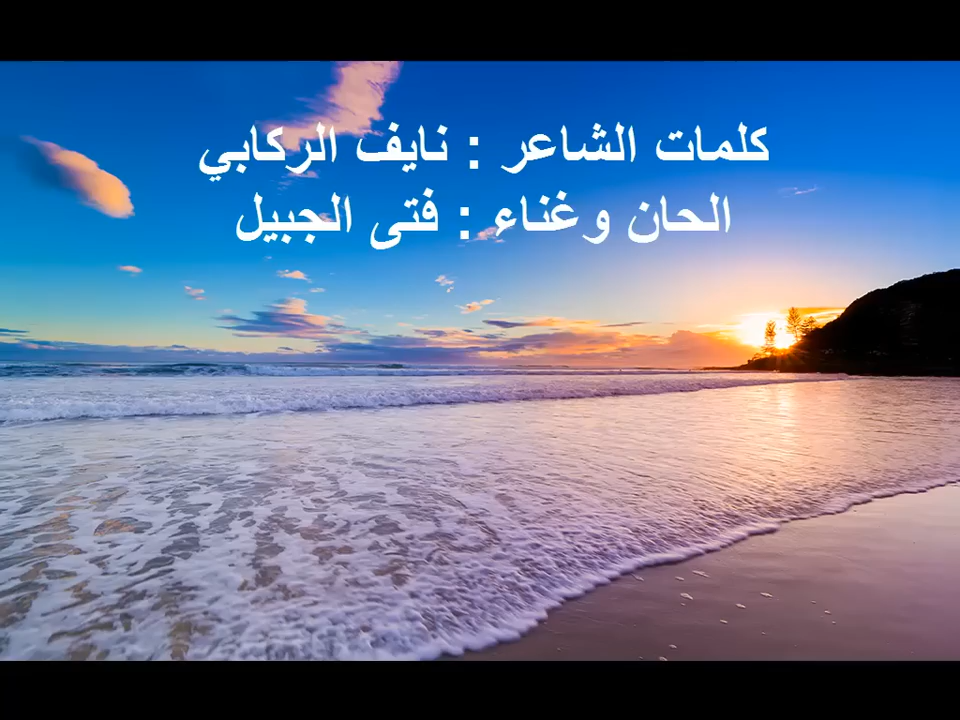 كلمات الشاعر : نايف الركابي
الحان وغناء : فتى الجبيل